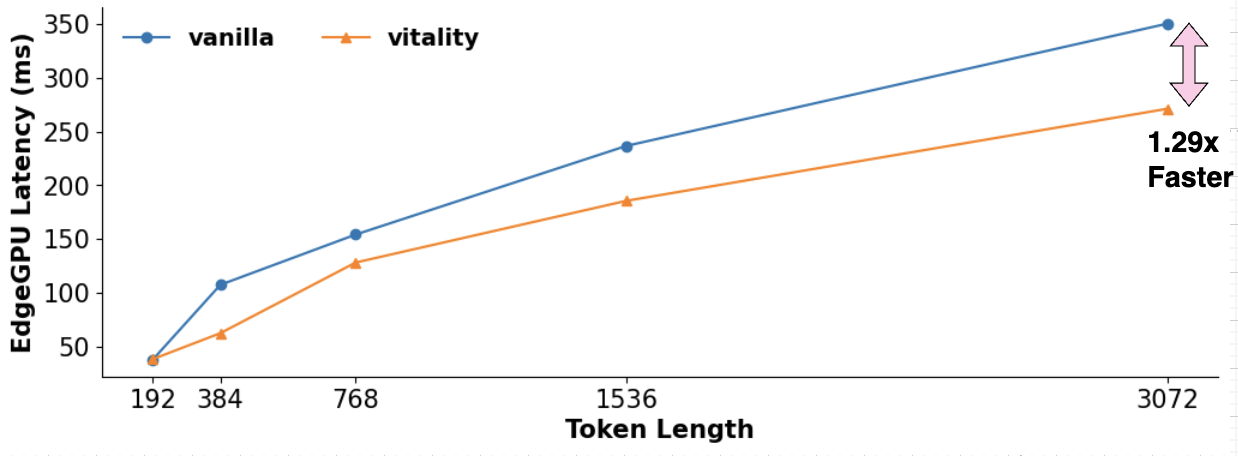 350
vanilla
vitality
300
250
200
150
100
50
EdgeGPU Latency (ms)
1.29x
Faster
192 384 768 1536 3072
Token Length